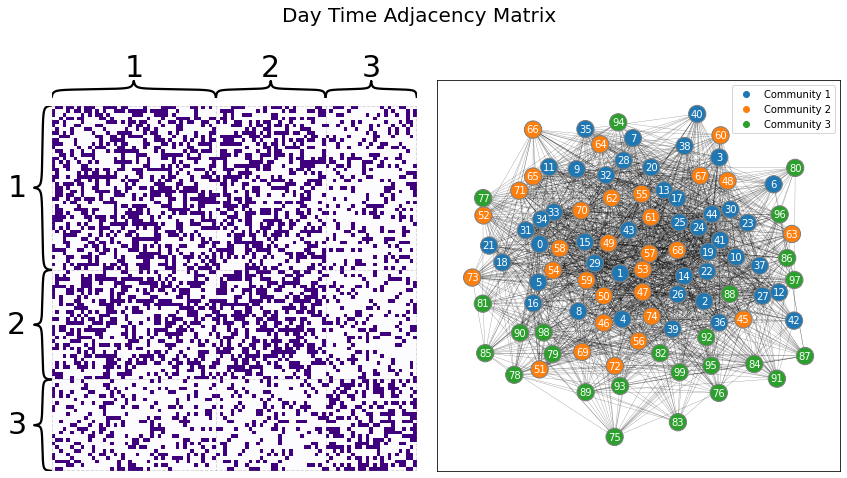 Day Time Adjacency Matrix
1 2 3
1
2
3
Community 1
Community 2
Community 3
40
94
66 35 60
7
64 38
3
28
11 9 20 80
32
65 67 48 6
71 13
62 55 17
77
70 30
52 33 44 96
34 61
25 23
31 43 24 63
15 41
21 0 49
58 57 68 19 10 86
18 29 37
54 53 22
73 1 14 97
5 59
47 12
50 26 88 27
81 16 2
8 74
46 4 36 45 42
90 98 39
56 92
85 79 69 82 87
72 95 84
51
78 99
91
93
89 76
83
75